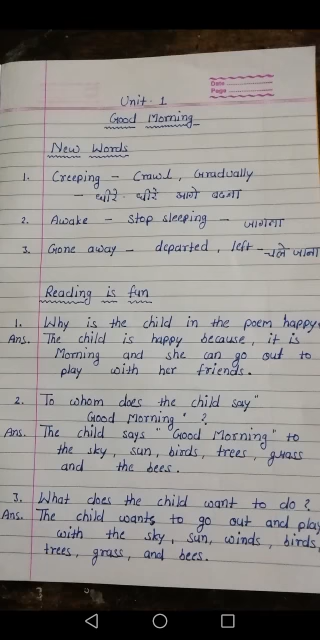 Date
Page
Unit. 1
Good Morning
New Words
1. Creeping - Crawl, Gradually
- धीरे-धीरे आगे बढ़ना
2. Awake - Stop sleeping - जागना
3. Gone away - departed, left - चले जाना
Reading is fun
1. Why is the child in the poem happy.
Ans. The child is happy because, it is
Morning and she can go out to
play with her friends.
2. To whom does the child say "
Good Morning" ?
Ans. The child says "Good Morning" to
the sky, sun, birds, trees, grass
and the bees.
3. What does the child want to do ?
Ans. The child wants to go out and play
with the sky, sun, winds, birds,
trees, grass, and bees.